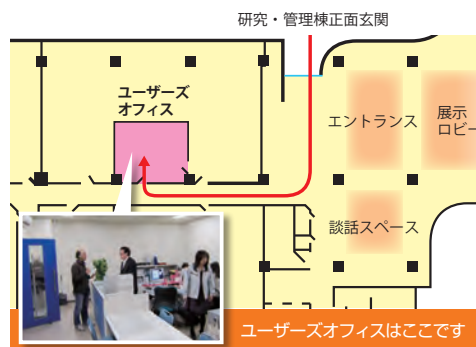 研究・管理棟正面玄関
ユーザーズ
オフィス
エントランス
展示
ロビー
談話スペース
ユーザーズオフィスはここです